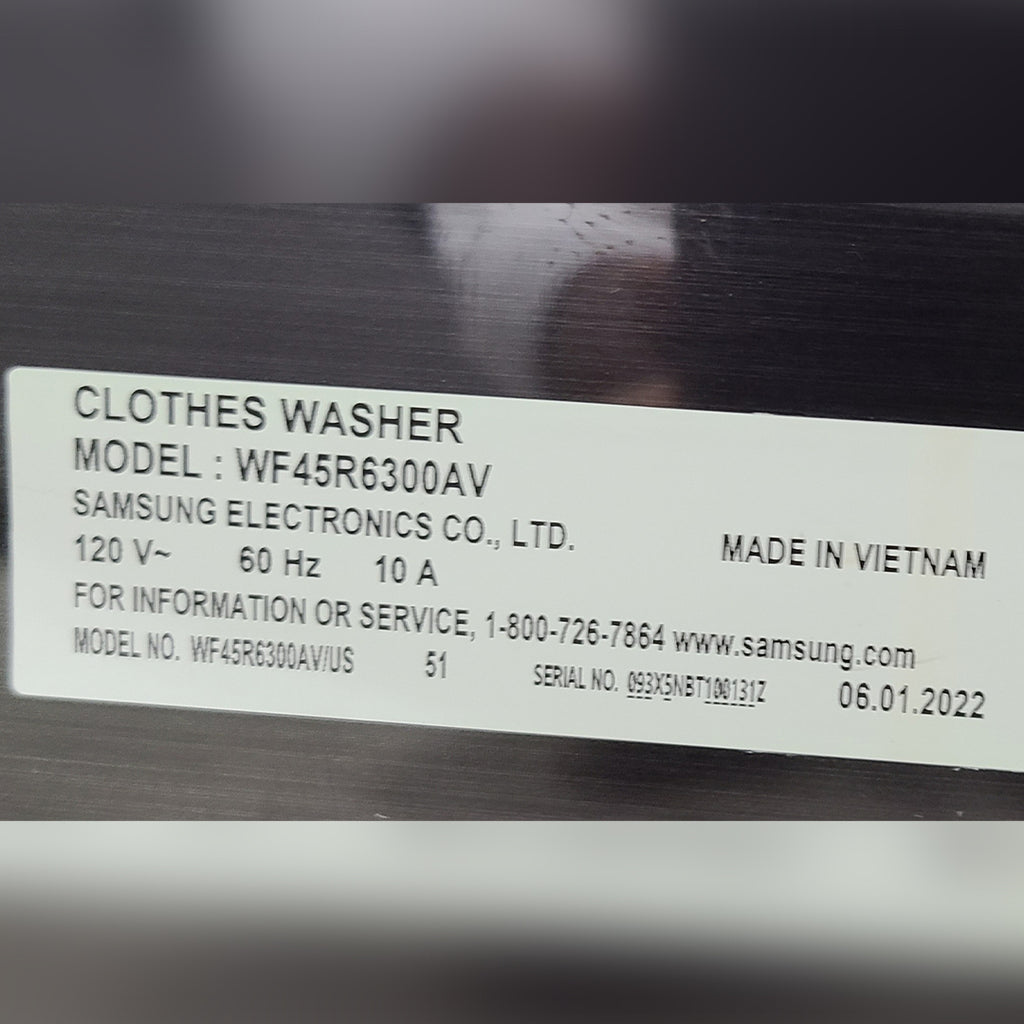 CLOTHES WASHER
MODEL : WF45R6300AV
SAMSUNG ELECTRONICS CO., LTD.
MADE IN VIETNAM
120 V~ 60 Hz 10 A
FOR INFORMATION OR SERVICE, 1-800-726-7864 www.samsung.com
MODEL NO. WF45R6300AV/US 51 SERIAL NO. 093X5NBT100131Z 06.01.2022